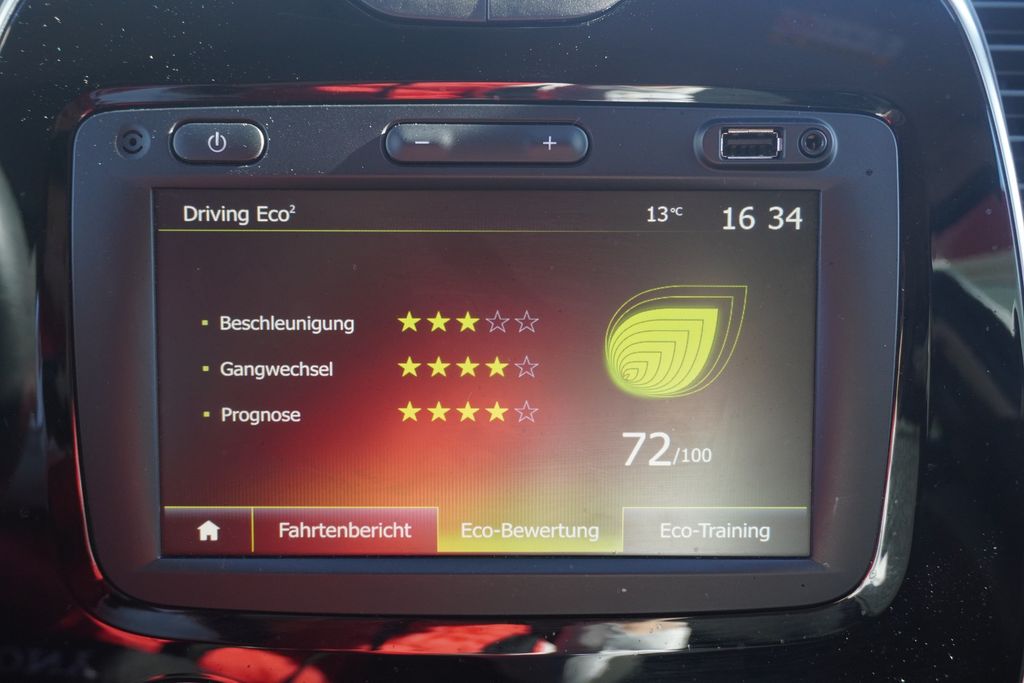 − +
Driving Eco² 13°C 16 34
Beschleunigung
Gangwechsel
Prognose
72/100
Fahrtenbericht Eco-Bewertung Eco-Training